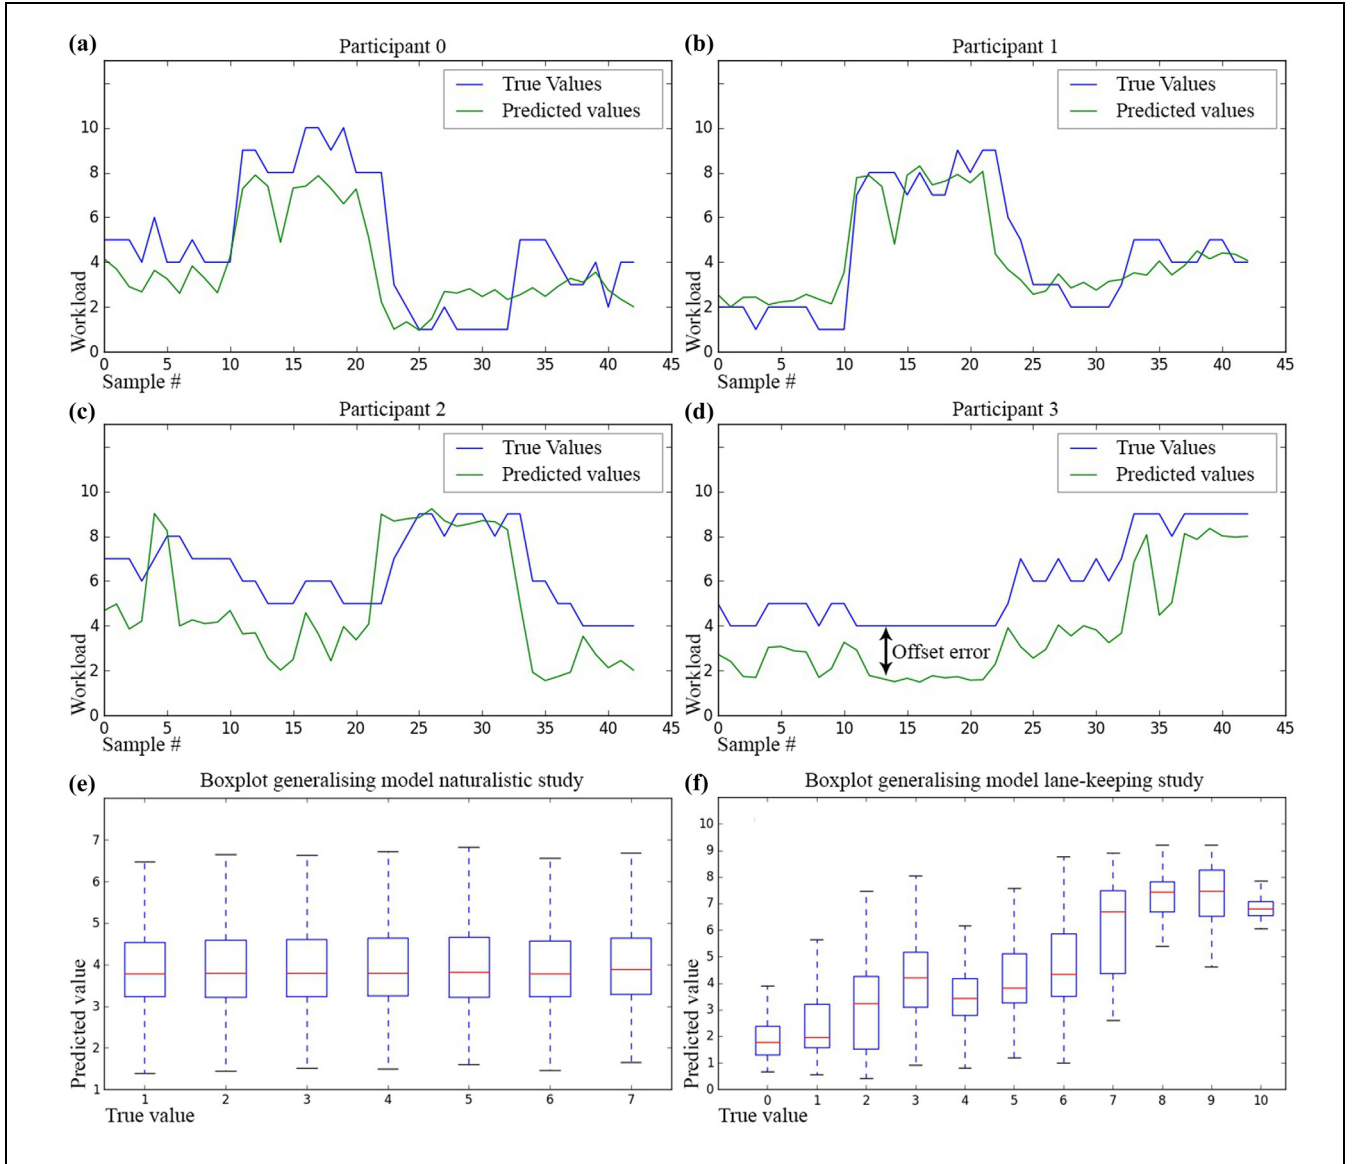 (a)
Participant 0
True Values
Predicted values
Workload
10
8
6
4
2
0
0 5 10 15 20 25 30 35 40 45
Sample #
(b)
Participant 1
True Values
Predicted values
Workload
10
8
6
4
2
0
0 5 10 15 20 25 30 35 40 45
Sample #
(c)
Participant 2
True Values
Predicted values
Workload
10
8
6
4
2
0
0 5 10 15 20 25 30 35 40 45
Sample #
(d)
Participant 3
True Values
Predicted values
Offset error
Workload
10
8
6
4
2
0
0 5 10 15 20 25 30 35 40 45
Sample #
(e)
Boxplot generalising model naturalistic study
Predicted value
7
6
5
4
3
2
1
1 2 3 4 5 6 7
True value
(f)
Boxplot generalising model lane-keeping study
Predicted value
10
9
8
7
6
5
4
3
2
1
0
0 1 2 3 4 5 6 7 8 9 10
True value